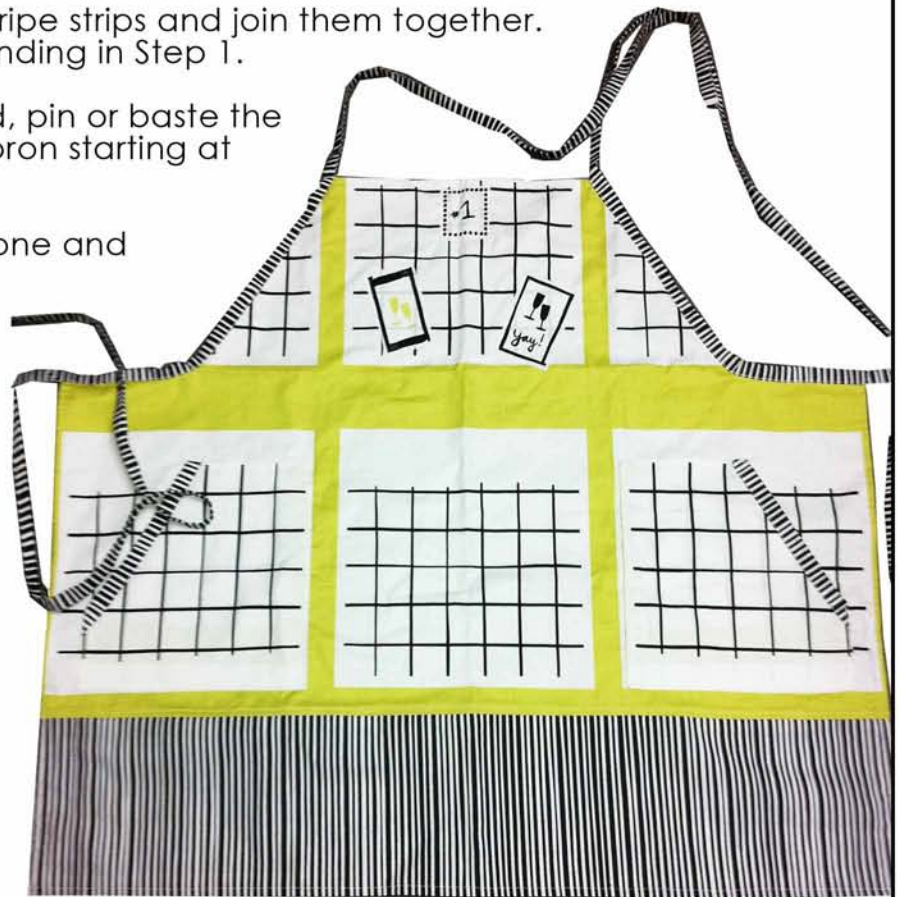 ripe strips and join them together.
nding in Step 1.
, pin or baste the
pron starting at
one and
#1
yay!